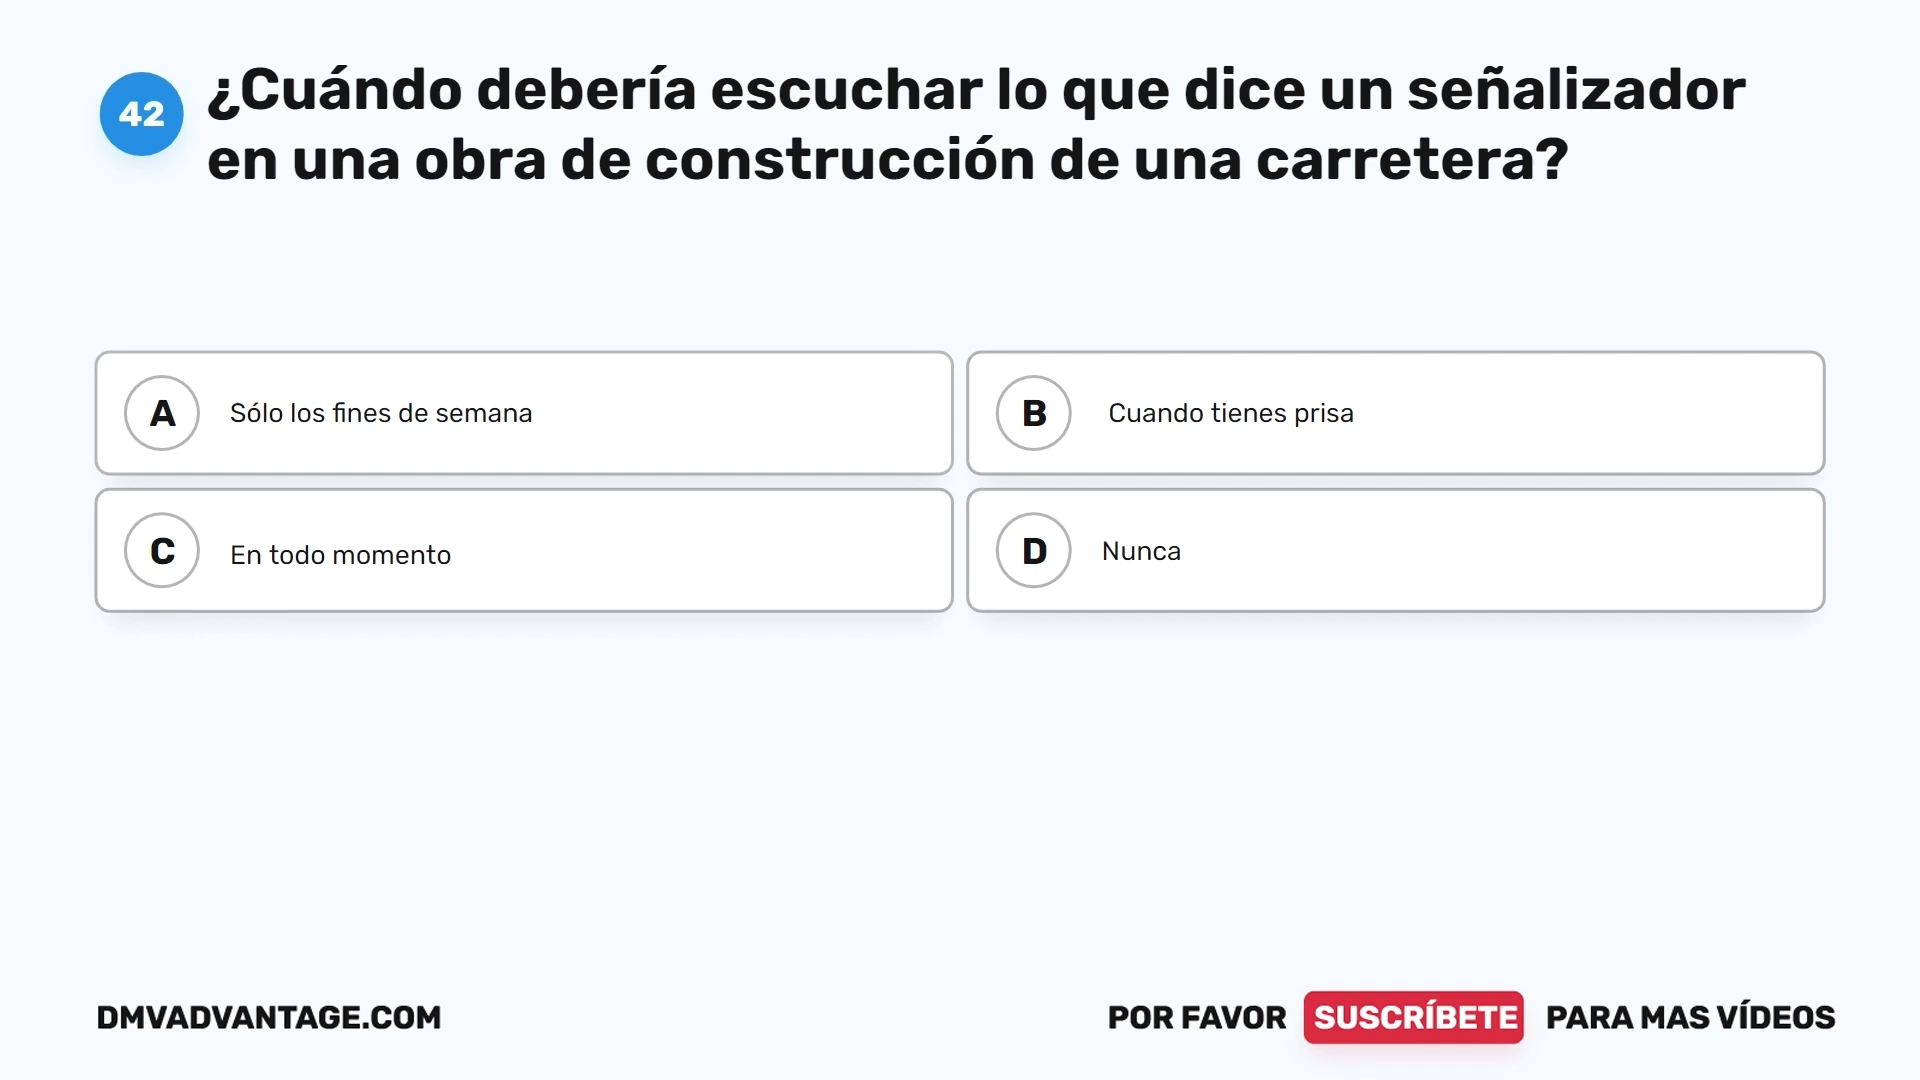 42
¿Cuándo debería escuchar lo que dice un señalizador
en una obra de construcción de una carretera?
A Sólo los fines de semana
B Cuando tienes prisa
C En todo momento
D Nunca
DMVADVANTAGE.COM
POR FAVOR SUSCRÍBETE PARA MAS VÍDEOS